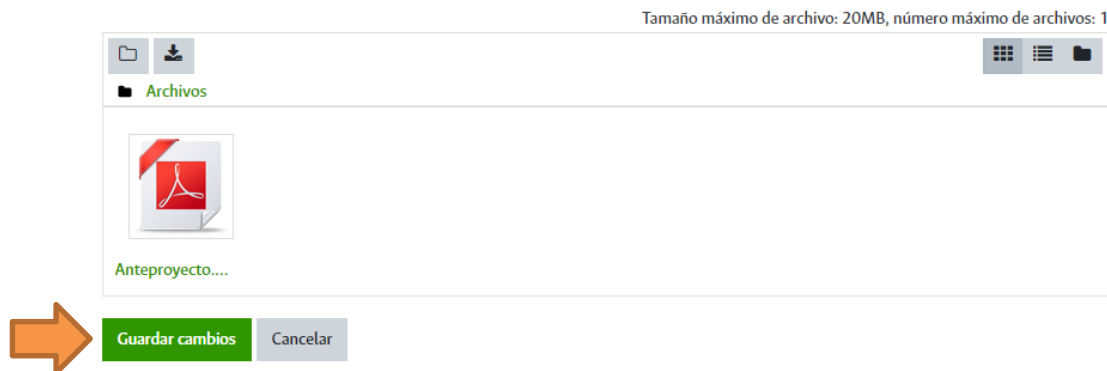 Tamaño máximo de archivo: 20MB, número máximo de archivos: 1
Archivos
Anteproyecto....
Guardar cambios Cancelar